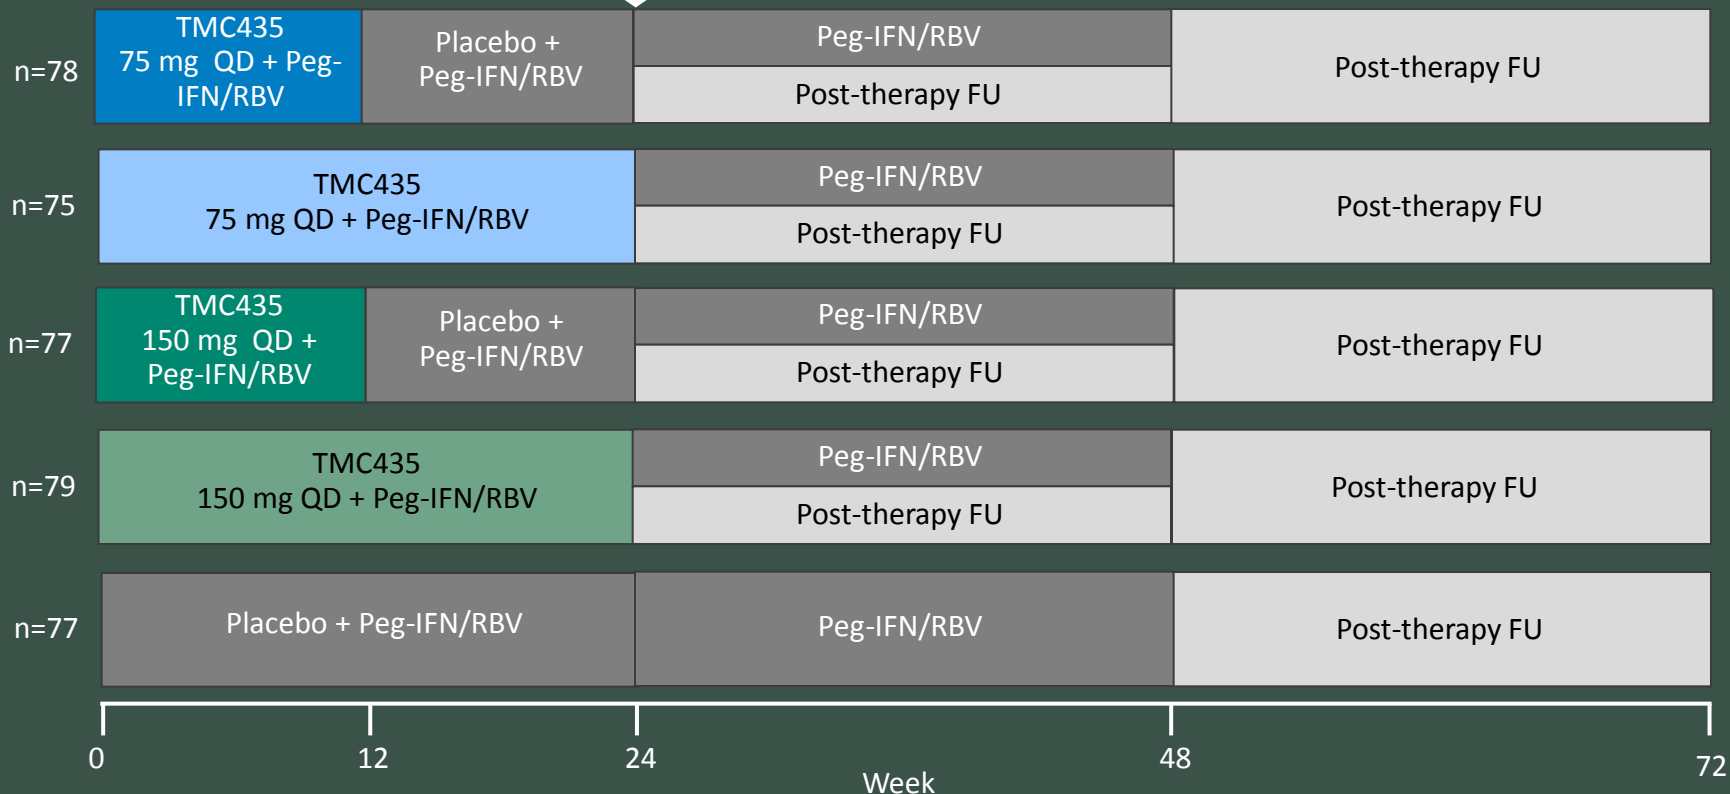 n=78
TMC435
75 mg QD + Peg-
IFN/RBV
Placebo +
Peg-IFN/RBV
Peg-IFN/RBV
Post-therapy FU
Post-therapy FU
n=75
TMC435
75 mg QD + Peg-IFN/RBV
Peg-IFN/RBV
Post-therapy FU
Post-therapy FU
n=77
TMC435
150 mg QD +
Peg-IFN/RBV
Placebo +
Peg-IFN/RBV
Peg-IFN/RBV
Post-therapy FU
Post-therapy FU
n=79
TMC435
150 mg QD + Peg-IFN/RBV
Peg-IFN/RBV
Post-therapy FU
Post-therapy FU
n=77
Placebo + Peg-IFN/RBV
Peg-IFN/RBV
Post-therapy FU
0 12 24 48 72
Week